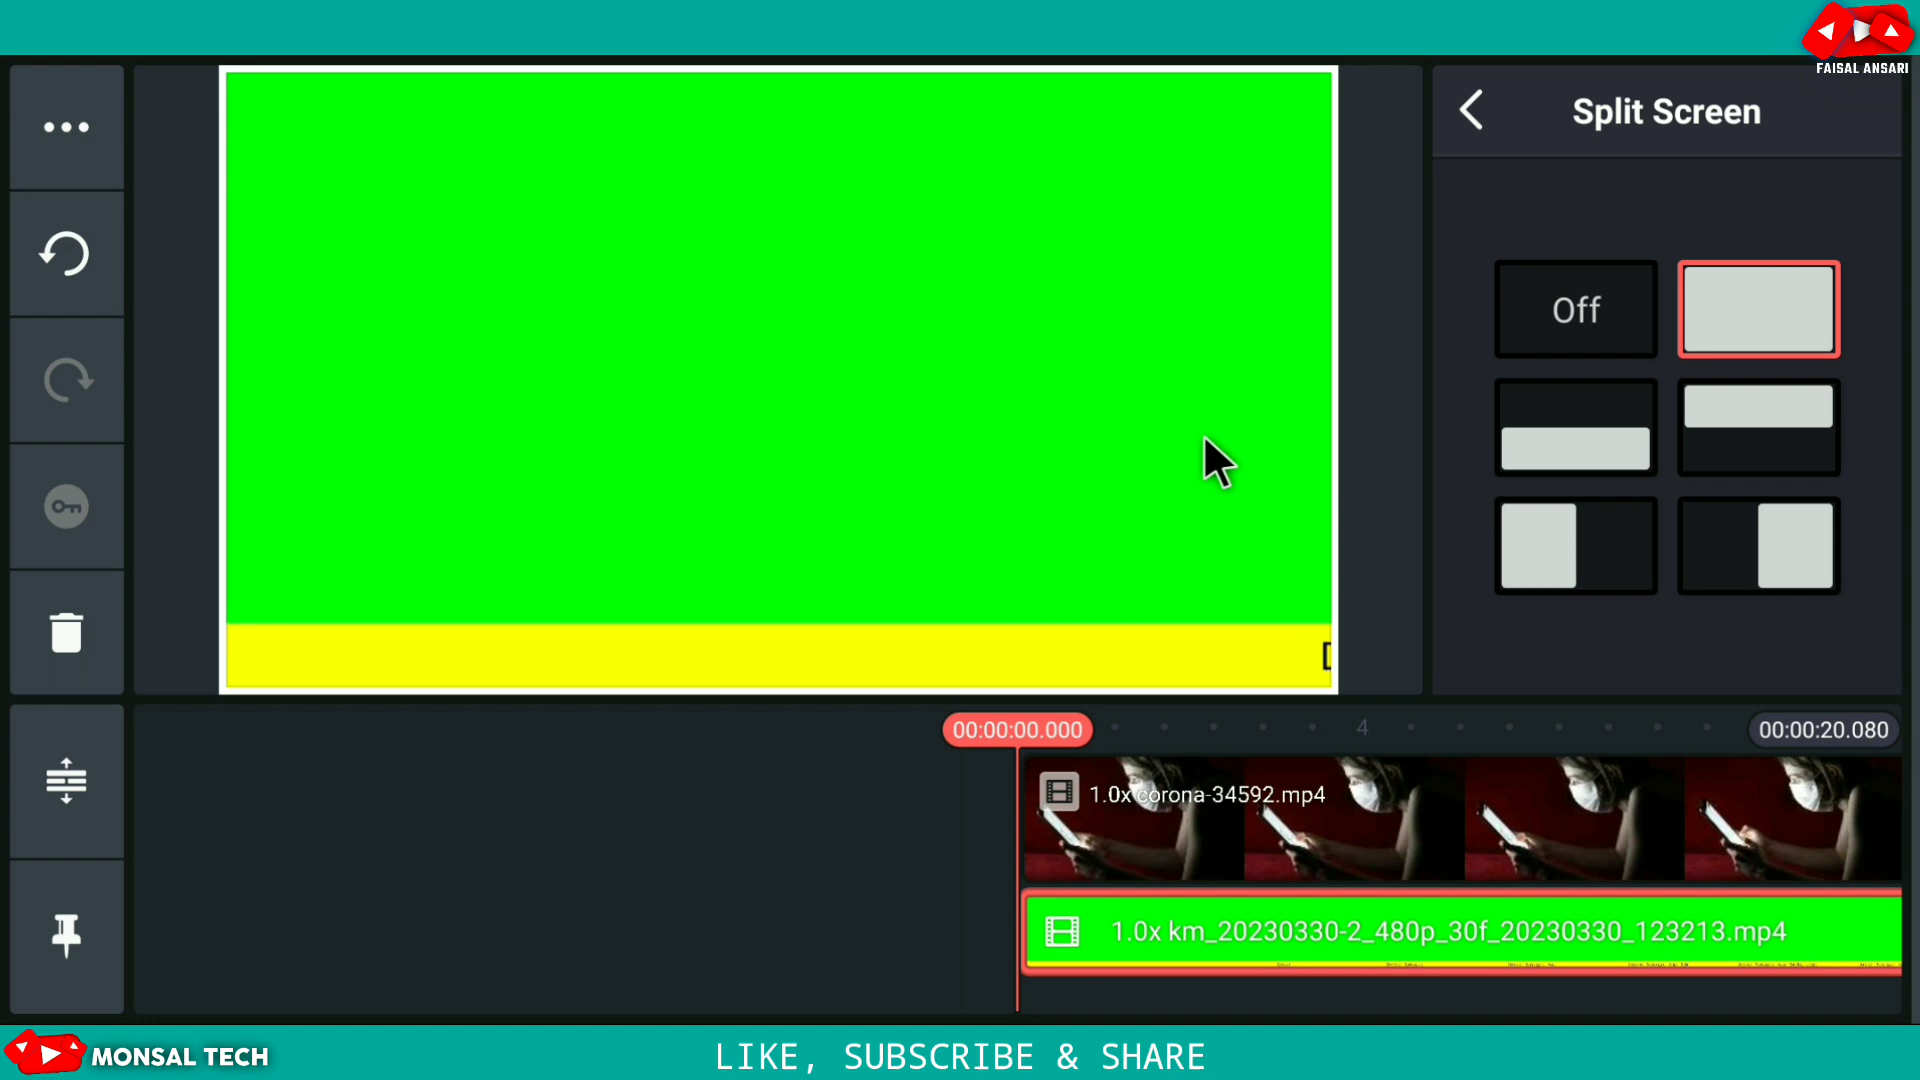 FAISAL ANSARI
Split Screen
Off
00:00:00.000
4
00:00:20.080
1.0x corona-34592.mp4
1.0x km_20230330-2_480p_30f_20230330_123213.mp4
MONSAL TECH
LIKE, SUBSCRIBE & SHARE